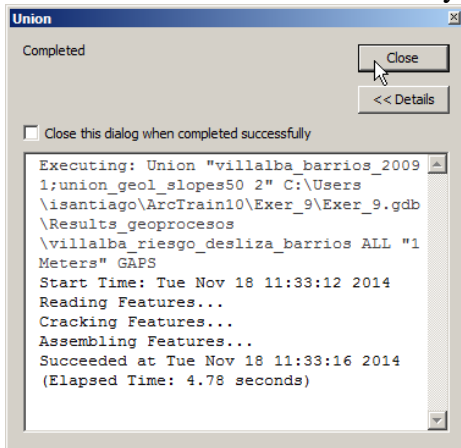 Union
Completed
Close
<< Details
Close this dialog when completed successfully
Executing: Union "villalba_barrios_2009
1;union_geol_slopes50 2" C:\Users
\isantiago\ArcTrain10\Exer_9\Exer_9.gdb
\Results_geoprocesos
\villalba_riesgo_desliza_barrios ALL "1
Meters" GAPS
Start Time: Tue Nov 18 11:33:12 2014
Reading Features...
Cracking Features...
Assembling Features...
Succeeded at Tue Nov 18 11:33:16 2014
(Elapsed Time: 4.78 seconds)